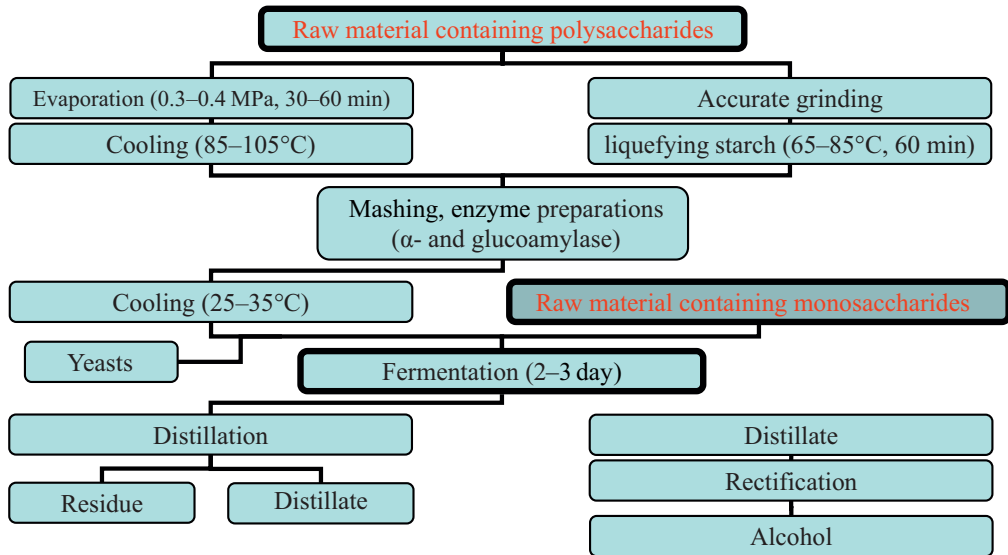 Raw material containing polysaccharides
Evaporation (0.3–0.4 MPa, 30–60 min)
Accurate grinding
Cooling (85–105°C)
liquefying starch (65–85°C, 60 min)
Mashing, enzyme preparations
(α- and glucoamylase)
Cooling (25–35°C)
Raw material containing monosaccharides
Yeasts
Fermentation (2–3 day)
Distillation
Distillate
Residue
Distillate
Rectification
Alcohol